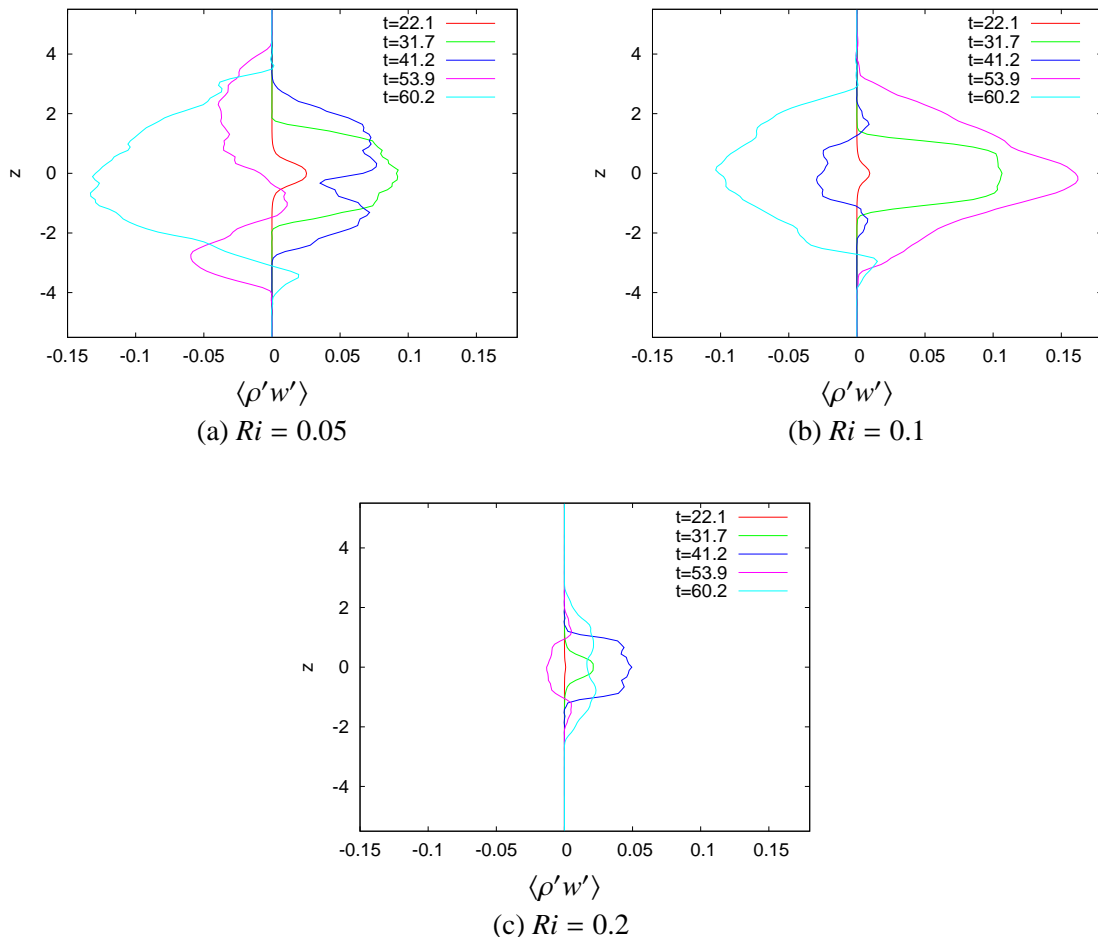 t=22.1
t=31.7
t=41.2
t=53.9
t=60.2
4
2
0
-2
-4
z
-0.15 -0.1 -0.05 0 0.05 0.1 0.15
⟨ρ′w′⟩
(a) Ri = 0.05
t=22.1
t=31.7
t=41.2
t=53.9
t=60.2
4
2
0
-2
-4
z
-0.15 -0.1 -0.05 0 0.05 0.1 0.15
⟨ρ′w′⟩
(b) Ri = 0.1
t=22.1
t=31.7
t=41.2
t=53.9
t=60.2
4
2
0
-2
-4
z
-0.15 -0.1 -0.05 0 0.05 0.1 0.15
⟨ρ′w′⟩
(c) Ri = 0.2